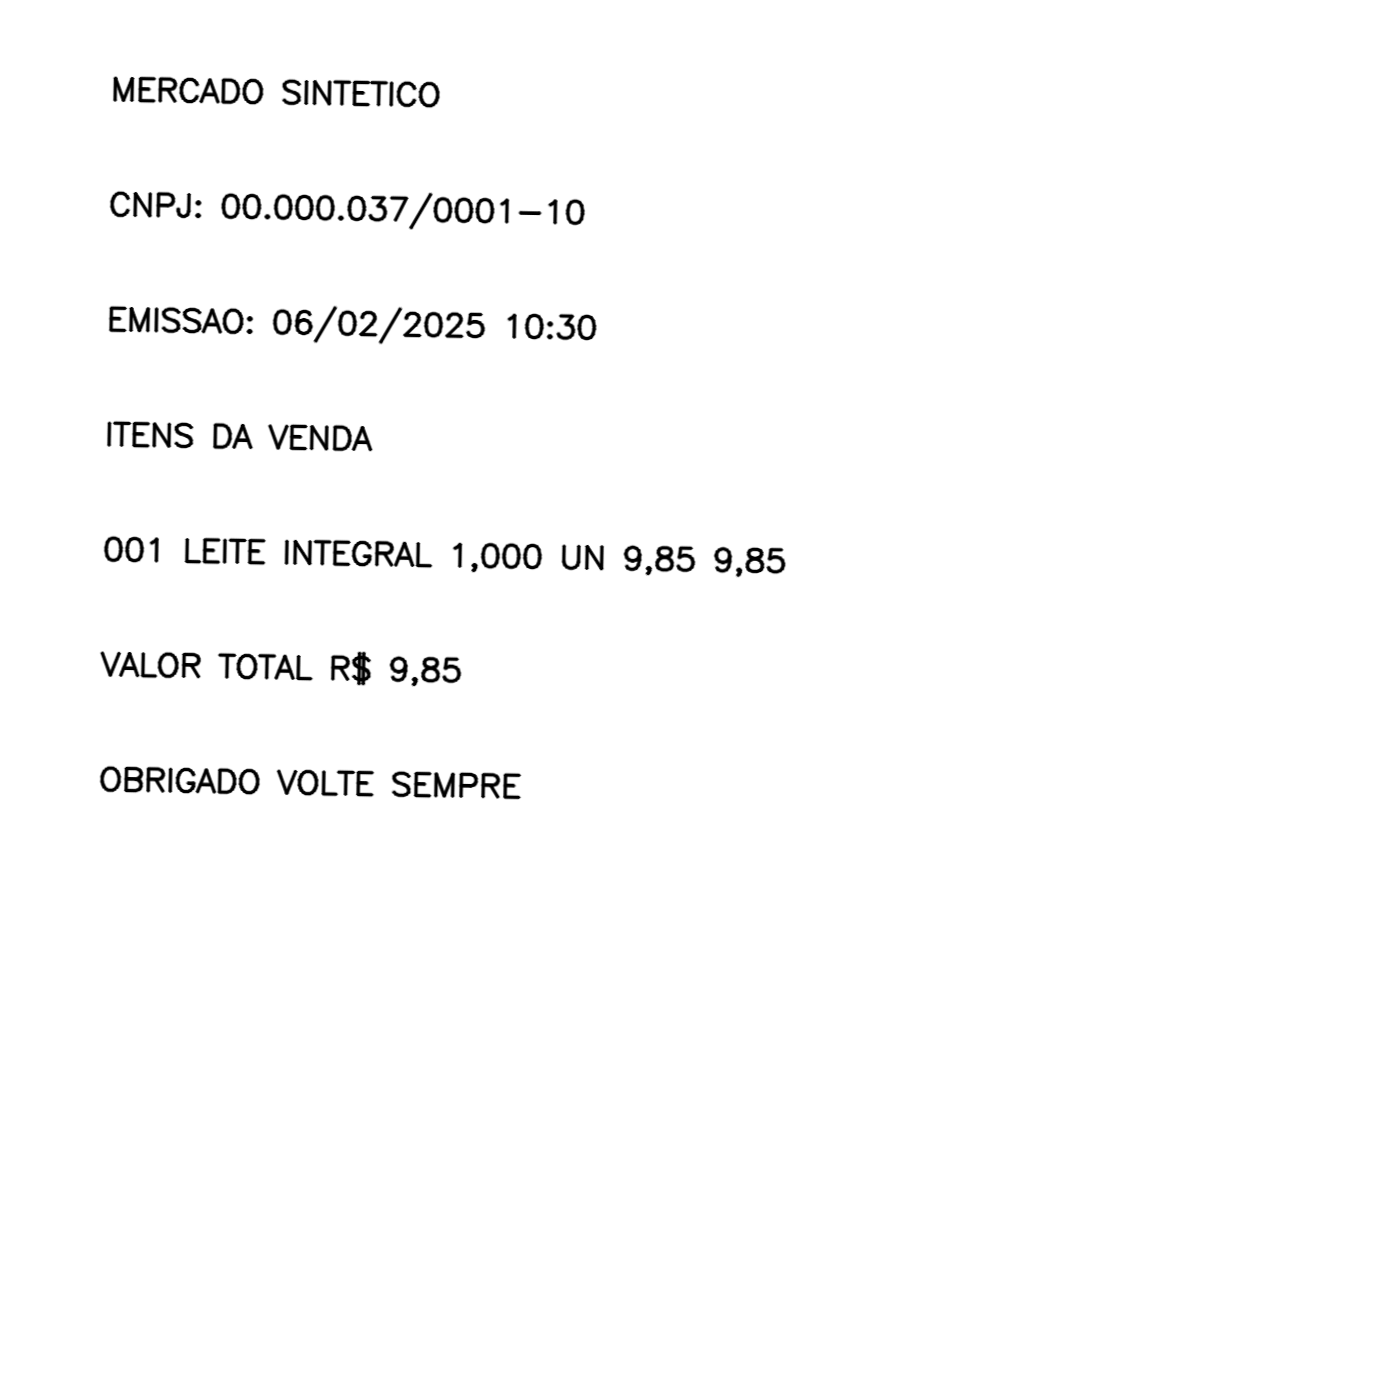 MERCADO SINTETICO
CNPJ: 00.000.037/0001-10
EMISSAO: 06/02/2025 10:30
ITENS DA VENDA
001 LEITE INTEGRAL 1,000 UN 9,85 9,85
VALOR TOTAL R$ 9,85
OBRIGADO VOLTE SEMPRE